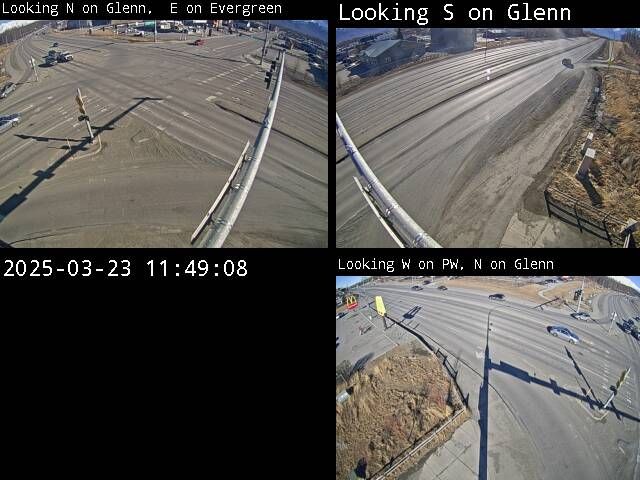 Looking N on Glenn,  E on Evergreen
Looking S on Glenn
2025-03-23 11:49:08
Looking W on PW, N on Glenn